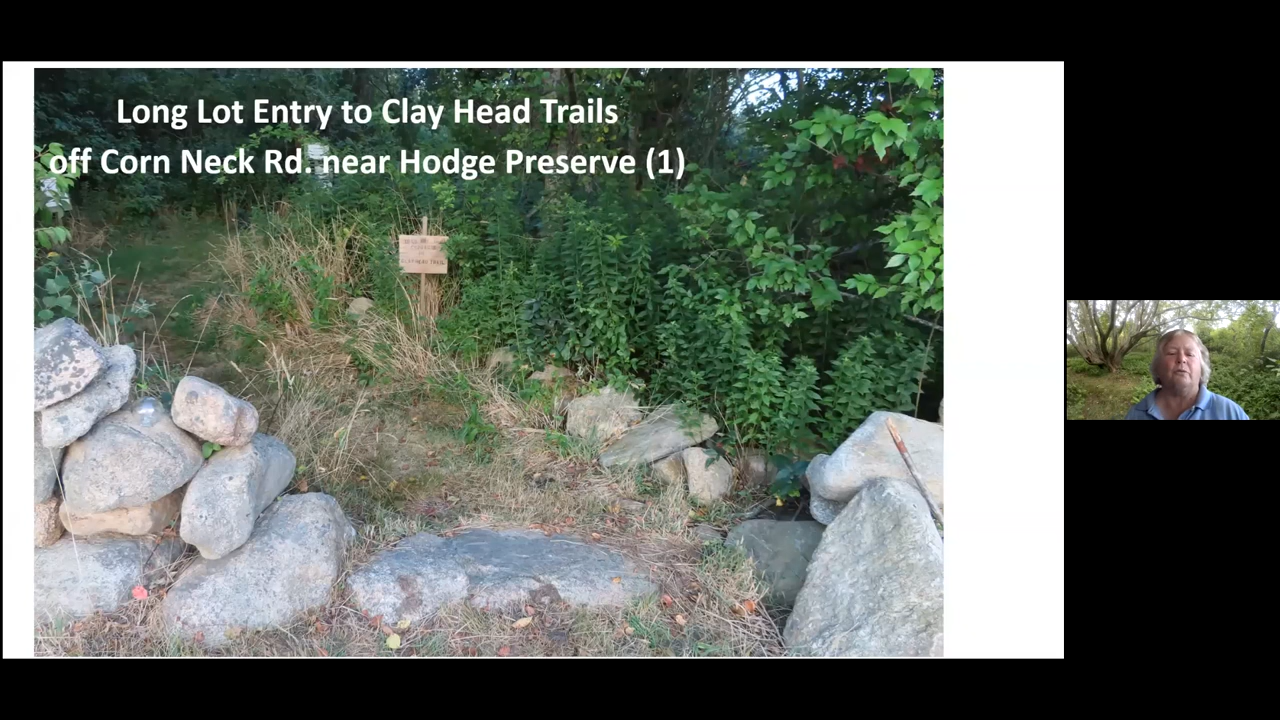 Long Lot Entry to Clay Head Trails
off Corn Neck Rd. near Hodge Preserve (1)